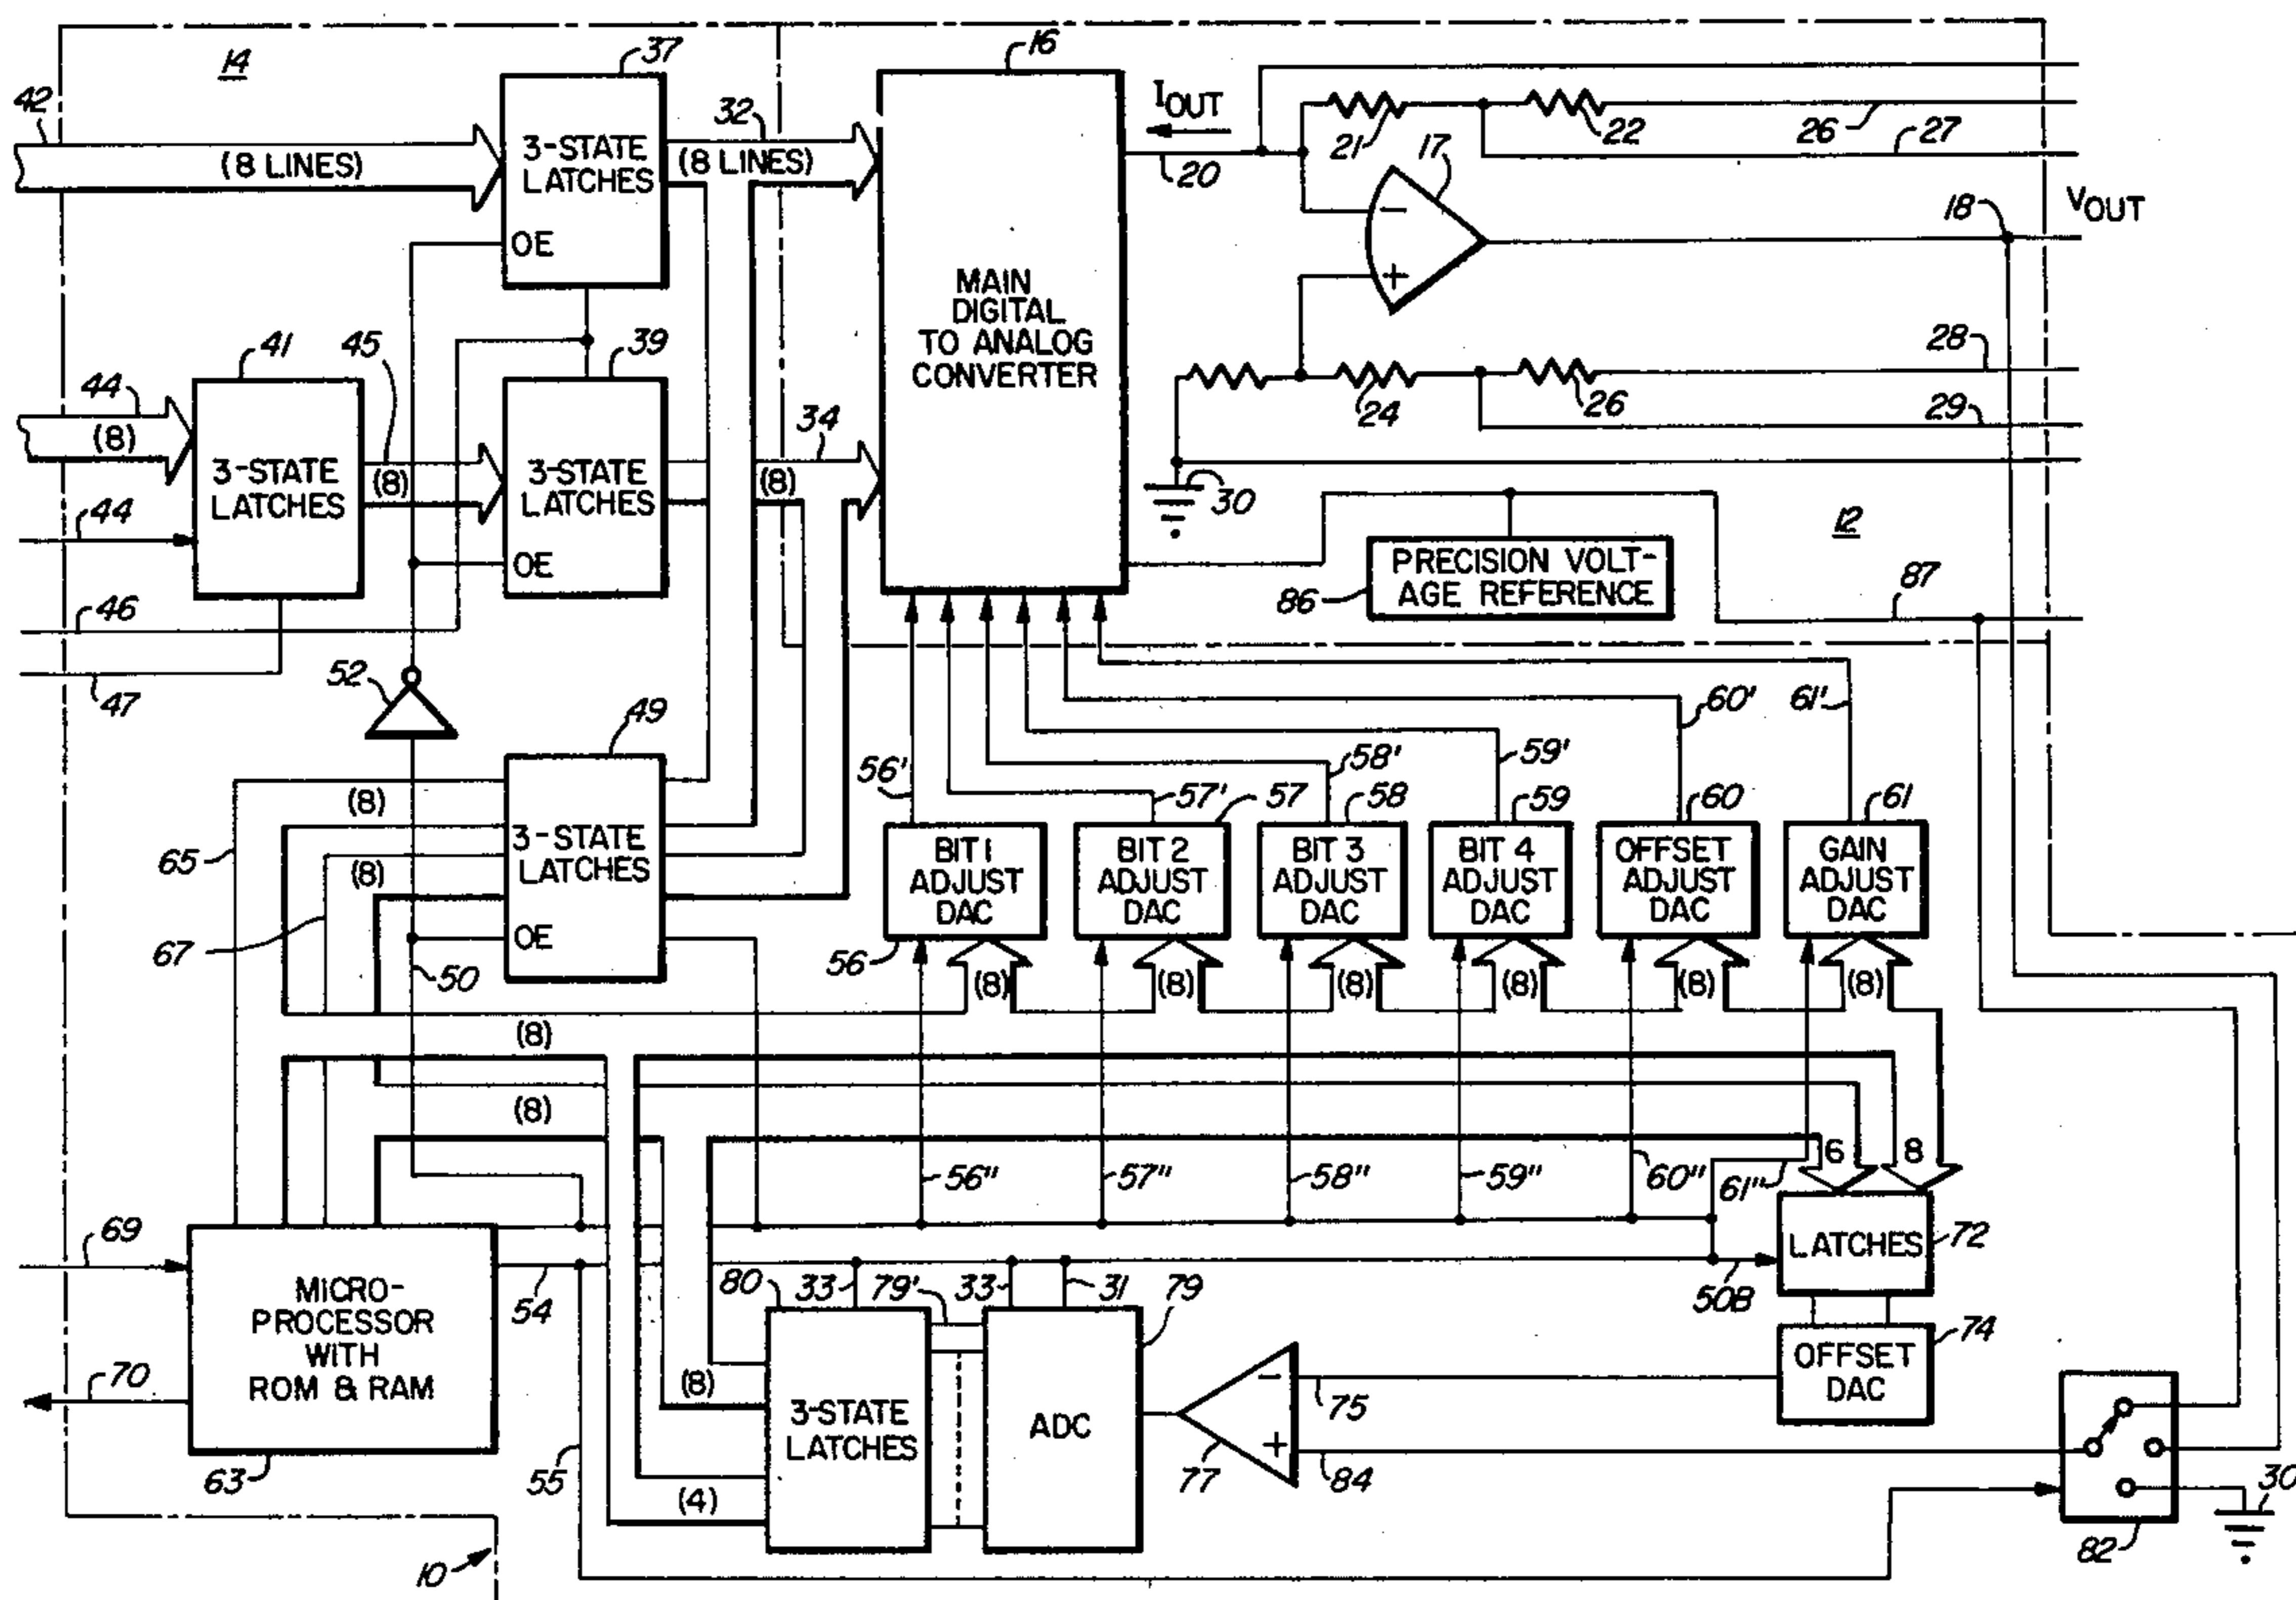 14
37
16
42
3-STATE
LATCHES
(8 LINES)
OE
32
(8 LINES)
IOUT
20
21
22
26
27
17
−
+
18
VOUT
MAIN
DIGITAL
TO ANALOG
CONVERTER
41
45
39
44
(8)
3-STATE
LATCHES
(8)
3-STATE
LATCHES
OE
34
(8)
24
26
28
29
30
12
44
46
47
PRECISION VOLT-
AGE REFERENCE
86
87
52
49
3-STATE
LATCHES
OE
(8)
(8)
65
67
50
56'
57'
57
58'
58
59'
59
60'
60
61'
61
BIT 1
ADJUST
DAC
BIT 2
ADJUST
DAC
BIT 3
ADJUST
DAC
BIT 4
ADJUST
DAC
OFFSET
ADJUST
DAC
GAIN
ADJUST
DAC
56
(8)
(8)
(8)
(8)
(8)
(8)
(8)
(8)
56"
57"
58"
59"
60"
61"
6
8
69
MICRO-
PROCESSOR
WITH
ROM & RAM
70
63
54
55
80
33
79'
33
31
79
50B
LATCHES
72
OFFSET
DAC
74
(8)
3-STATE
LATCHES
(4)
ADC
−
+
77
75
84
82
30
10